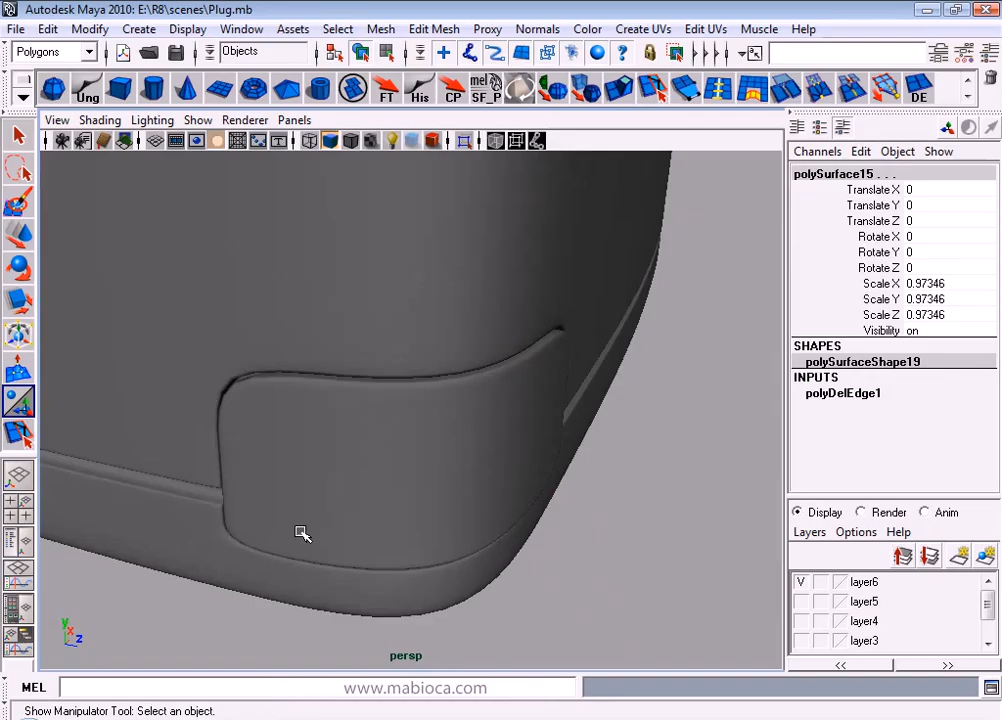 Autodesk Maya 2010: E:\R8\scenes\Plug.mb
File Edit Modify Create Display Window Assets Select Mesh Edit Mesh Proxy Normals Color Create UVs Edit UVs Muscle Help
Polygons Objects
Ung FT His CP mel SF_P DE
View Shading Lighting Show Renderer Panels
Channels Edit Object Show
polySurface15 . . .
Translate X 0
Translate Y 0
Translate Z 0
Rotate X 0
Rotate Y 0
Rotate Z 0
Scale X 0.97346
Scale Y 0.97346
Scale Z 0.97346
Visibility on
SHAPES
polySurfaceShape19
INPUTS
polyDelEdge1
Display Render Anim
Layers Options Help
V layer6
layer5
layer4
layer3
<< >>
y x z
persp
MEL www.mabioca.com
Show Manipulator Tool: Select an object.